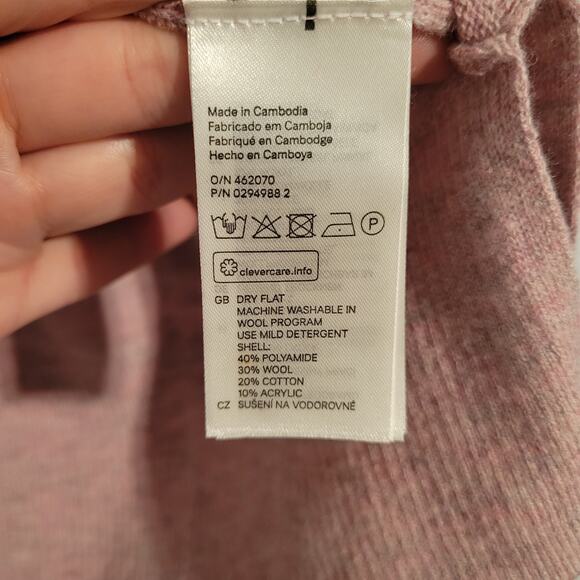 Made in Cambodia
Fabricado em Camboja
Fabriqué en Cambodge
Hecho en Camboya
O/N 462070
P/N 0294988 2
P
clevercare.info
GB DRY FLAT
MACHINE WASHABLE IN
WOOL PROGRAM
USE MILD DETERGENT
SHELL:
40% POLYAMIDE
30% WOOL
20% COTTON
10% ACRYLIC
CZ SUŠENÍ NA VODOROVNÉ